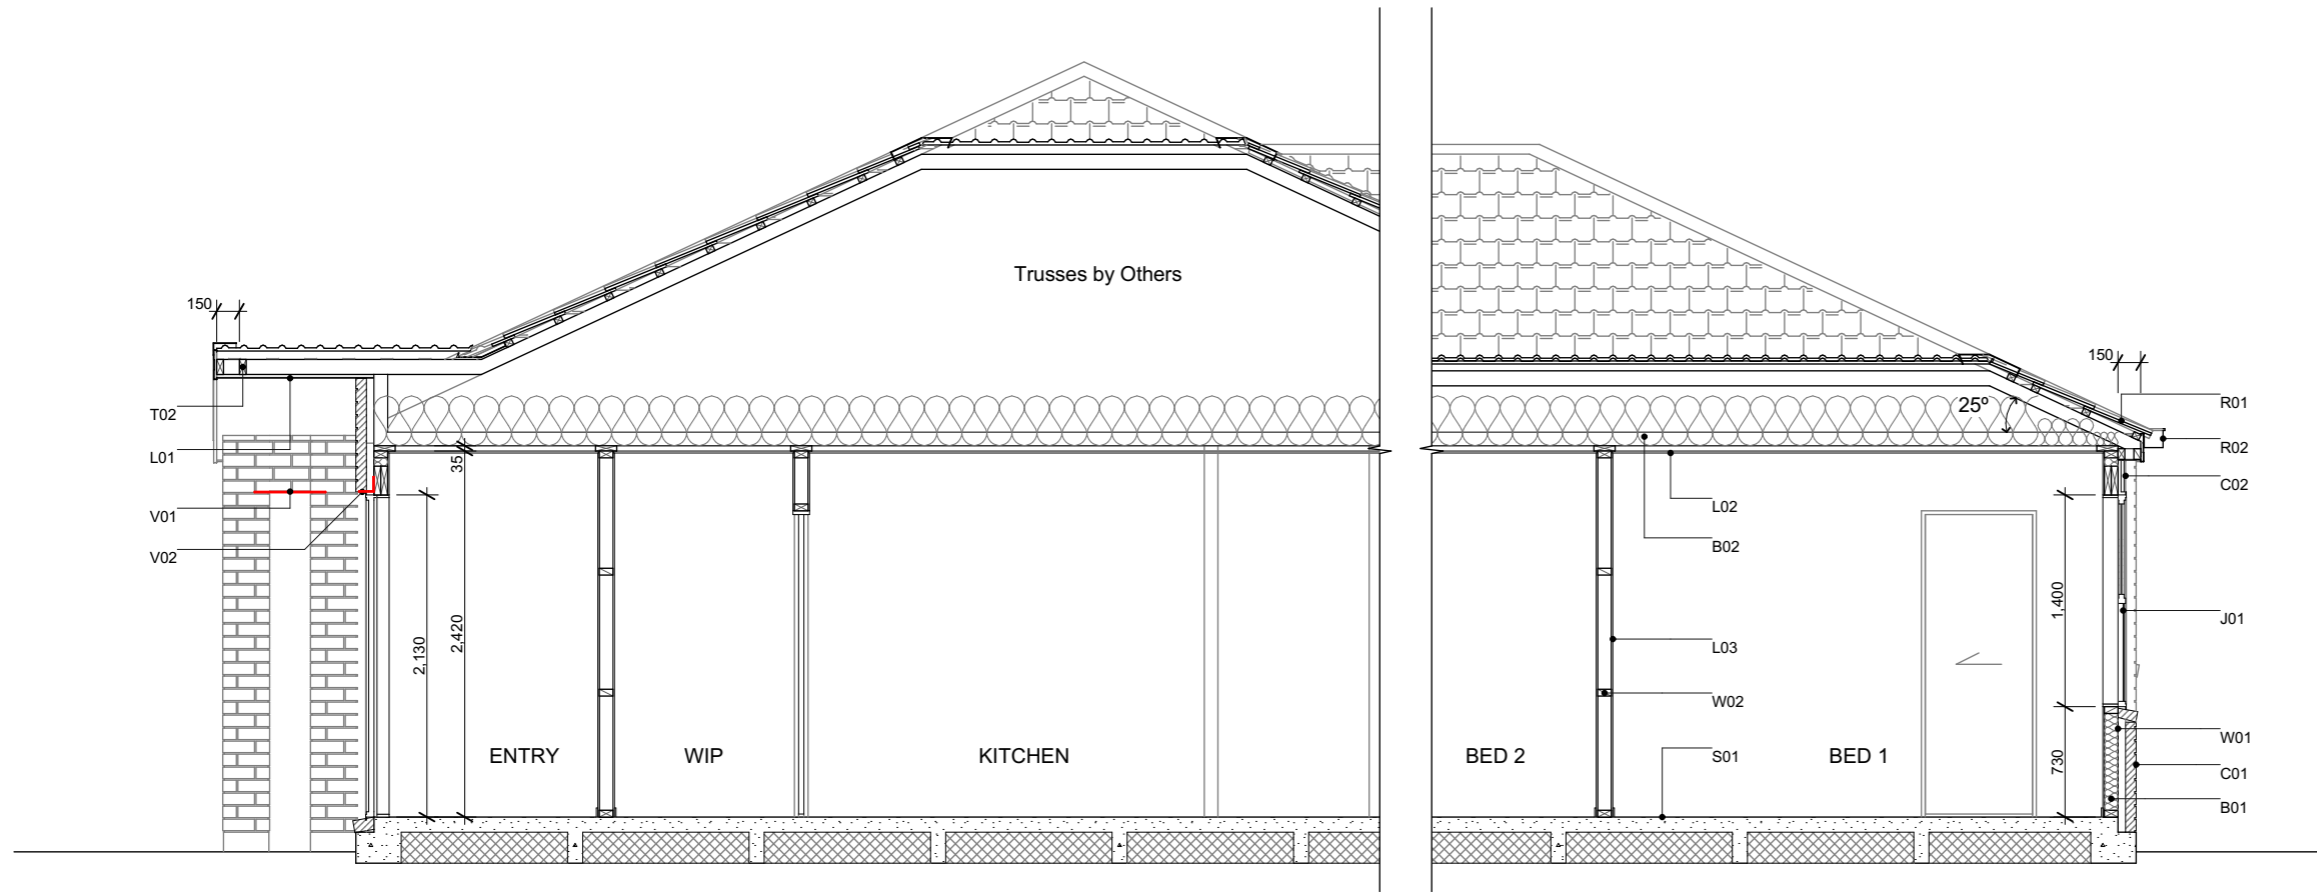 Trusses by Others
150
150
25°
T02
L01
V01
V02
35
2,130
2,420
ENTRY
WIP
KITCHEN
BED 2
BED 1
L02
B02
L03
W02
S01
1,400
730
R01
R02
C02
J01
W01
C01
B01